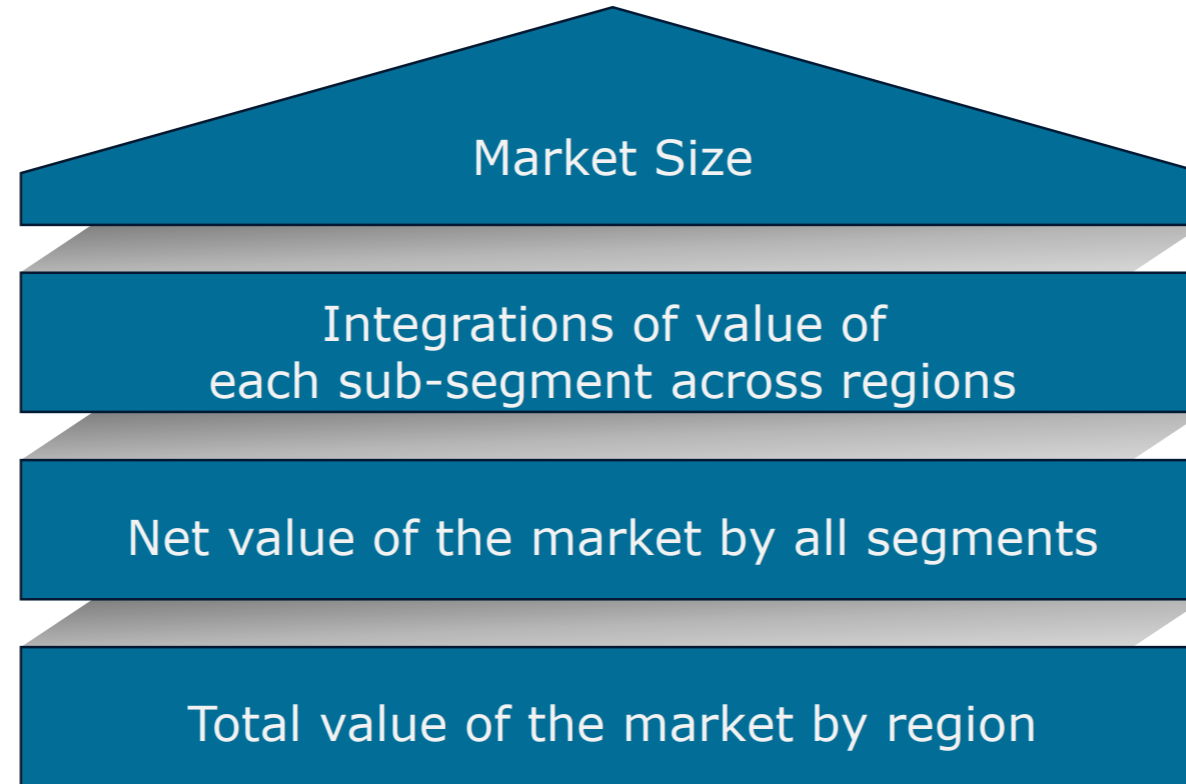 Market Size
Integrations of value of
each sub-segment across regions
Net value of the market by all segments
Total value of the market by region